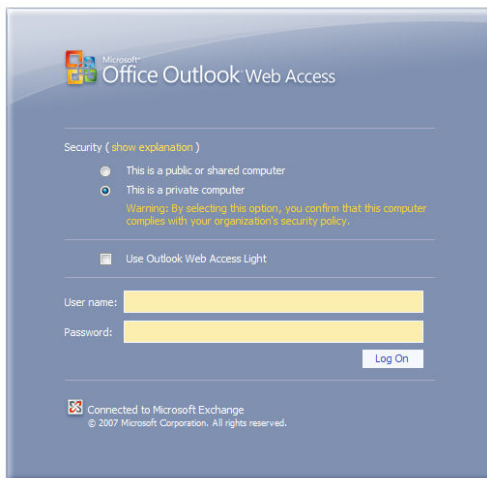 Microsoft®
Office Outlook Web Access
Security ( show explanation )
This is a public or shared computer
This is a private computer
Warning: By selecting this option, you confirm that this computer
complies with your organization's security policy.
Use Outlook Web Access Light
User name:
Password:
Log On
Connected to Microsoft Exchange
© 2007 Microsoft Corporation. All rights reserved.